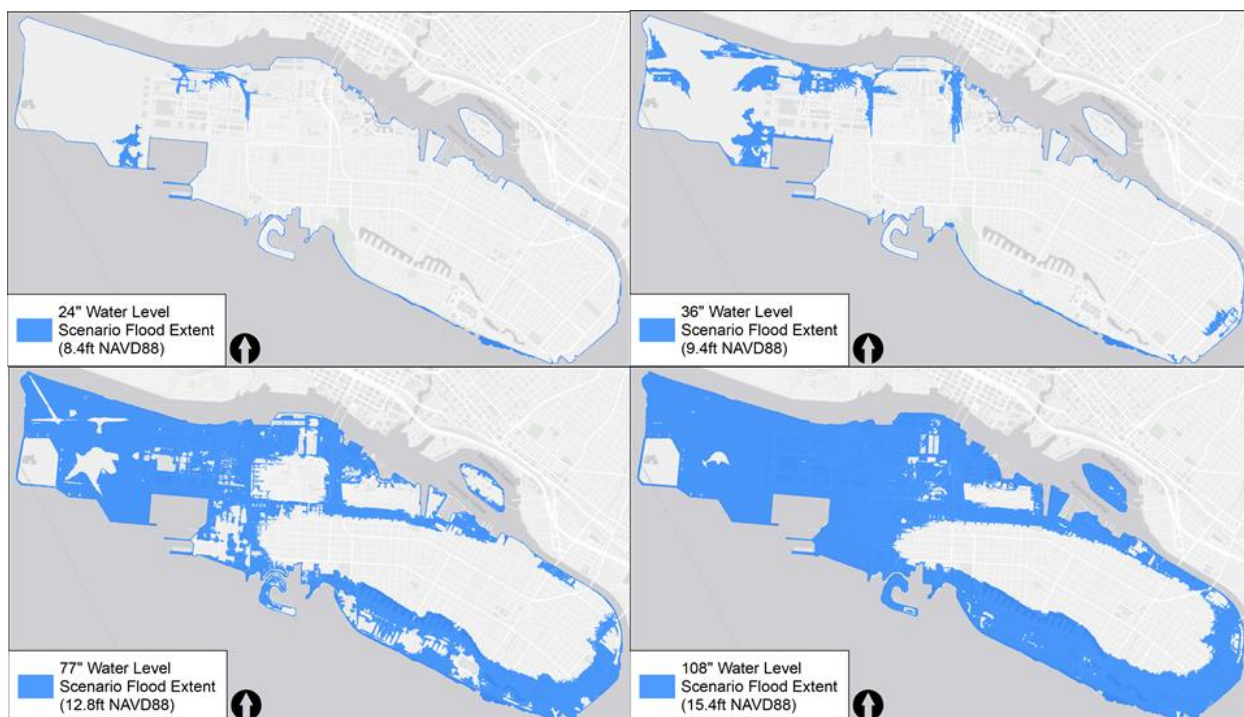 24" Water Level
Scenario Flood Extent
(8.4ft NAVD88)
36" Water Level
Scenario Flood Extent
(9.4ft NAVD88)
77" Water Level
Scenario Flood Extent
(12.8ft NAVD88)
108" Water Level
Scenario Flood Extent
(15.4ft NAVD88)